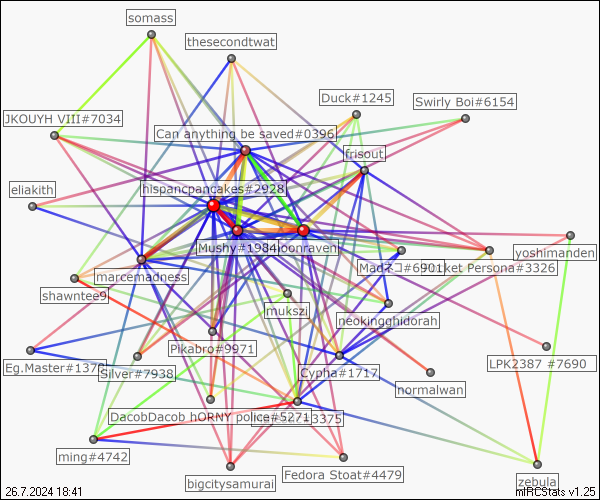 somass
thesecondtwat
Duck#1245
Swirly Boi#6154
JKOUYH VIII#7034
Can anything be saved#0396
frisout
eliakith
hispancpancakes#2928
Mushy#1984
oonraven
yoshimanden
marcemadness
Madネコ#6901
ket Persona#3326
shawntee9
mukszi
neokingghidorah
Pikabro#9971
Eg.Master#1370
Silver#7938
Cypha#1717
LPK2387 #7690
normalwan
DacobDacob hORNY police#5271
3375
ming#4742
Fedora Stoat#4479
bigcitysamurai
zebula
26.7.2024 18:41
mIRCStats v1.25